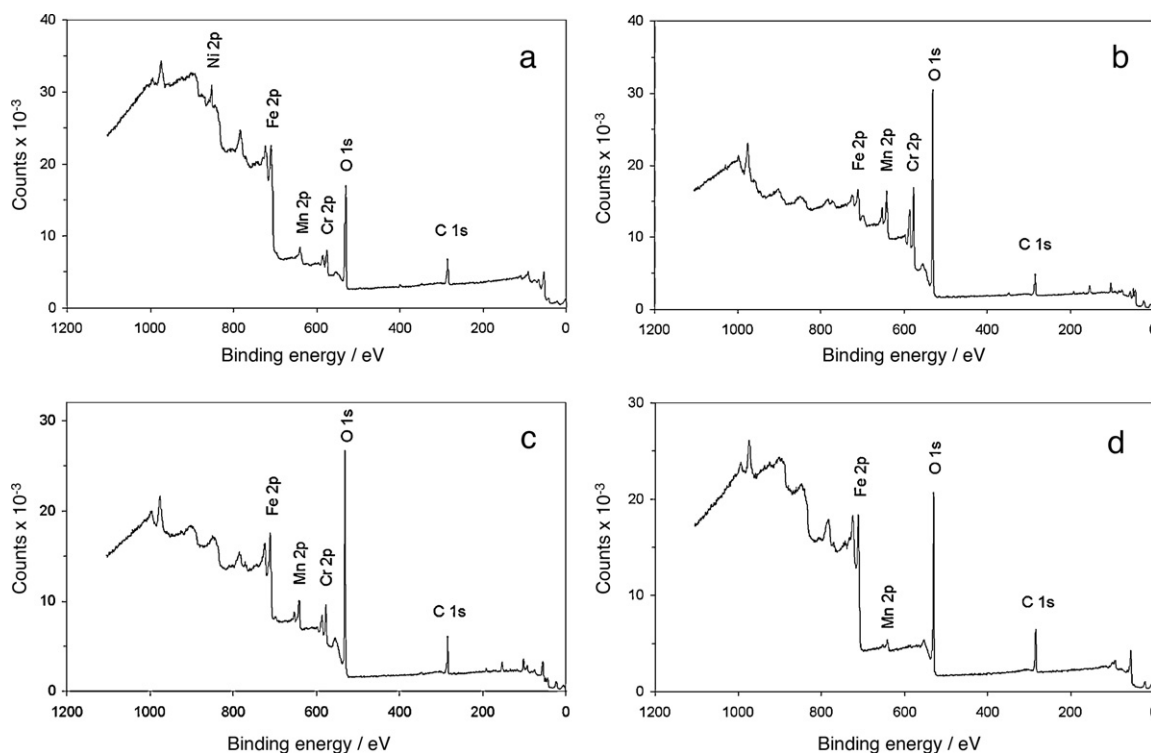 a
Counts x 10-3
40
30
20
10
0
Ni 2p
Fe 2p
Mn 2p
Cr 2p
O 1s
C 1s
1200 1000 800 600 400 200 0
Binding energy / eV
b
Counts x 10-3
40
30
20
10
0
Fe 2p
Mn 2p
Cr 2p
O 1s
C 1s
1200 1000 800 600 400 200 0
Binding energy / eV
c
Counts x 10-3
30
20
10
0
Fe 2p
Mn 2p
Cr 2p
O 1s
C 1s
1200 1000 800 600 400 200 0
Binding energy / eV
d
Counts x 10-3
30
20
10
0
Fe 2p
Mn 2p
O 1s
C 1s
1200 1000 800 600 400 200 0
Binding energy / eV